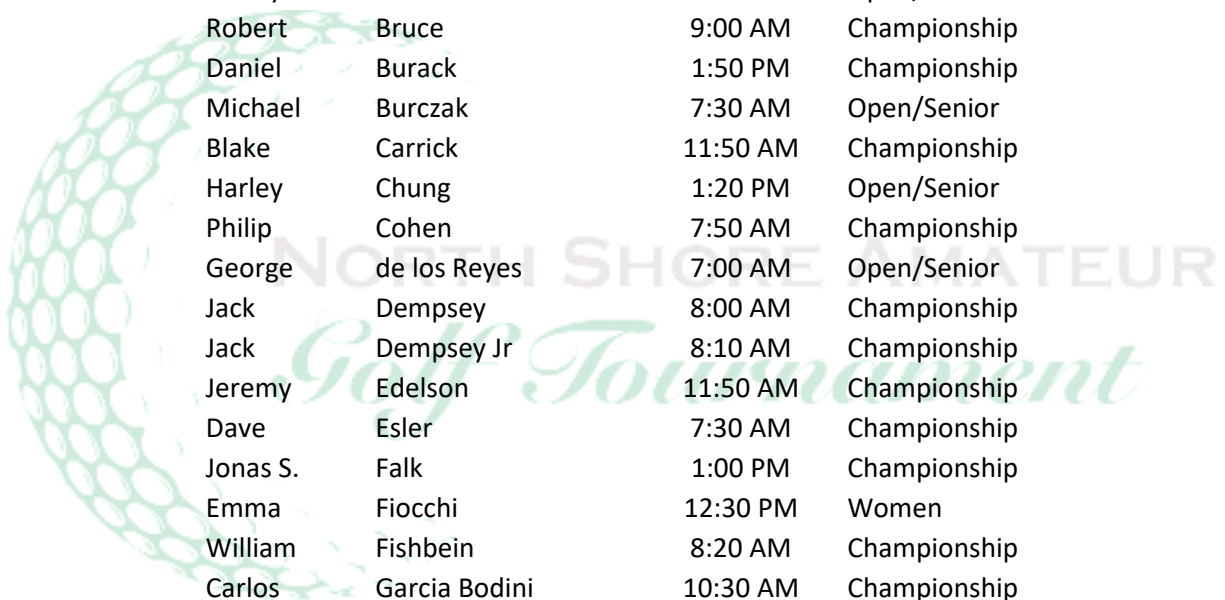 Robert Bruce 9:00 AM Championship
Daniel Burack 1:50 PM Championship
Michael Burczak 7:30 AM Open/Senior
Blake Carrick 11:50 AM Championship
Harley Chung 1:20 PM Open/Senior
Philip Cohen 7:50 AM Championship
NORTH SHORE AMATEUR
George de los Reyes 7:00 AM Open/Senior
Jack Dempsey 8:00 AM Championship
Jack Dempsey Jr 8:10 AM Championship
Golf Tournament
Jeremy Edelson 11:50 AM Championship
Dave Esler 7:30 AM Championship
Jonas S. Falk 1:00 PM Championship
Emma Fiocchi 12:30 PM Women
William Fishbein 8:20 AM Championship
Carlos Garcia Bodini 10:30 AM Championship